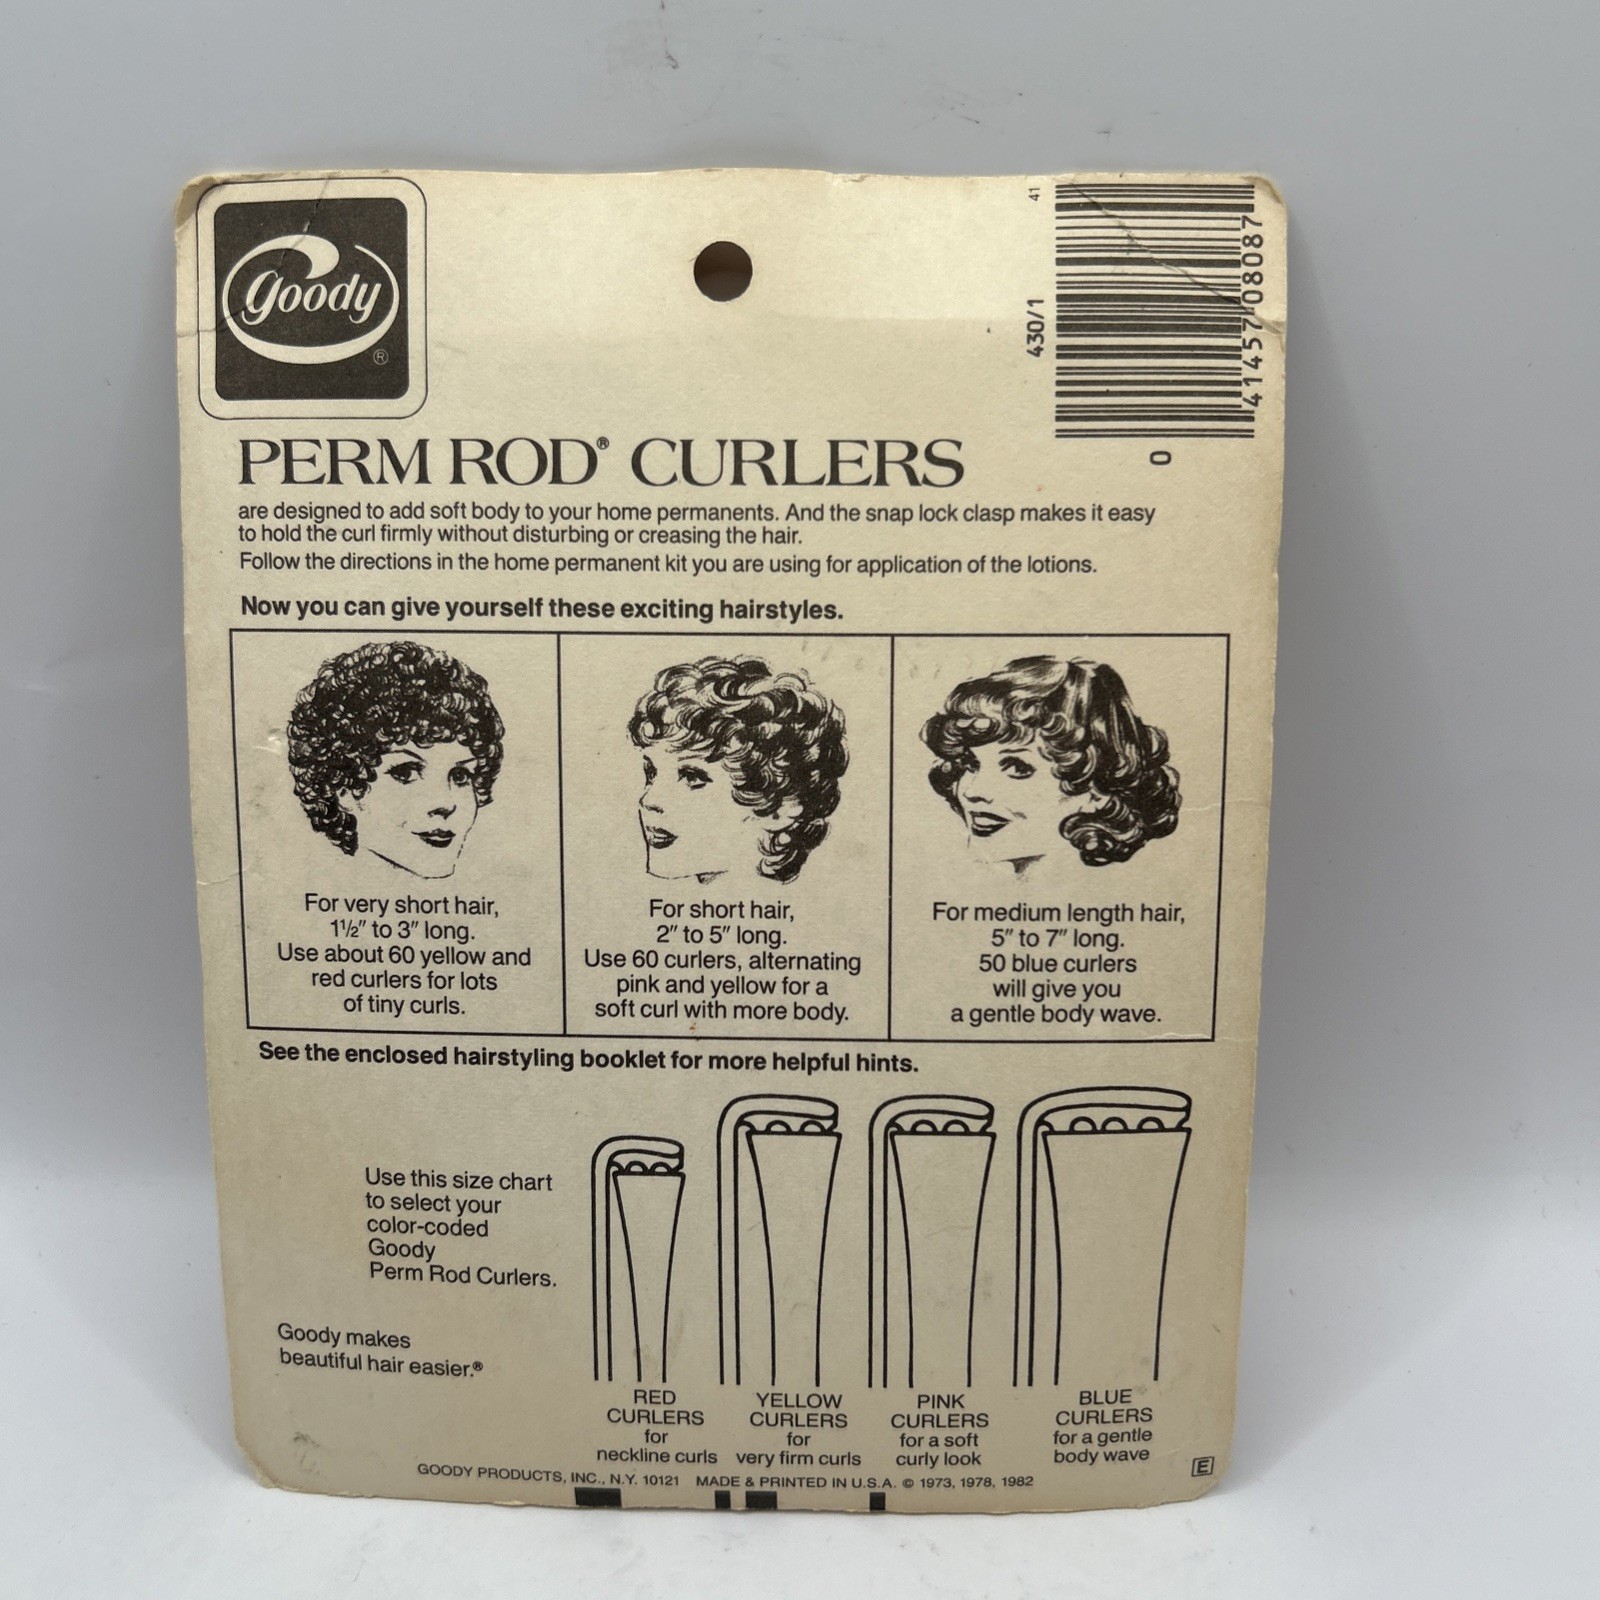 goody®
41
430/1
41457 08087
0
PERM ROD® CURLERS
are designed to add soft body to your home permanents. And the snap lock clasp makes it easy
to hold the curl firmly without disturbing or creasing the hair.
Follow the directions in the home permanent kit you are using for application of the lotions.
Now you can give yourself these exciting hairstyles.
For very short hair,
1½" to 3" long.
Use about 60 yellow and
red curlers for lots
of tiny curls.
For short hair,
2" to 5" long.
Use 60 curlers, alternating
pink and yellow for a
soft curl with more body.
For medium length hair,
5" to 7" long.
50 blue curlers
will give you
a gentle body wave.
See the enclosed hairstyling booklet for more helpful hints.
Use this size chart
to select your
color-coded
Goody
Perm Rod Curlers.
Goody makes
beautiful hair easier.®
RED
CURLERS
for
neckline curls
YELLOW
CURLERS
for
very firm curls
PINK
CURLERS
for a soft
curly look
BLUE
CURLERS
for a gentle
body wave
GOODY PRODUCTS, INC., N.Y. 10121 MADE & PRINTED IN U.S.A. © 1973, 1978, 1982
E